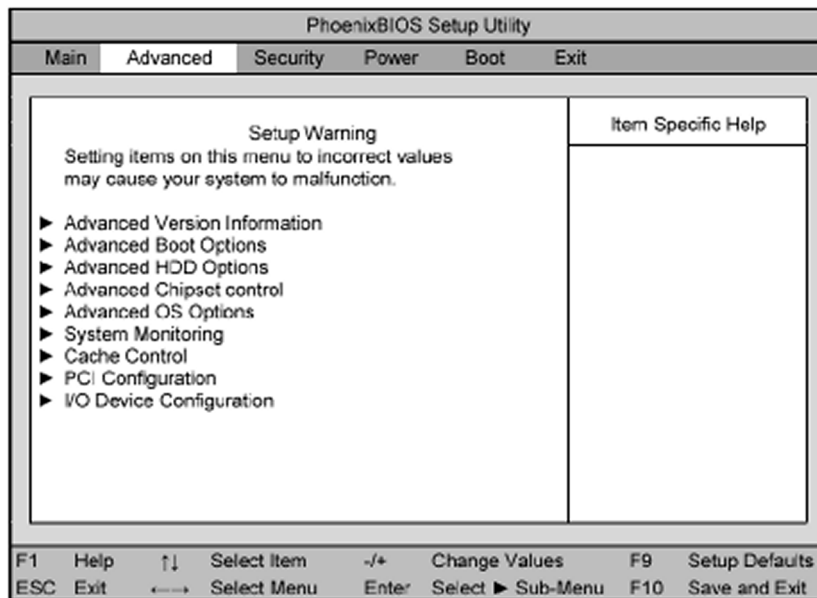 PhoenixBIOS Setup Utility
Main Advanced Security Power Boot Exit
Setup Warning
Setting items on this menu to incorrect values
may cause your system to malfunction.
► Advanced Version Information
► Advanced Boot Options
► Advanced HDD Options
► Advanced Chipset control
► Advanced OS Options
► System Monitoring
► Cache Control
► PCI Configuration
► I/O Device Configuration
Item Specific Help
F1 Help ↑↓ Select Item -/+ Change Values F9 Setup Defaults
ESC Exit ←→ Select Menu Enter Select ► Sub-Menu F10 Save and Exit